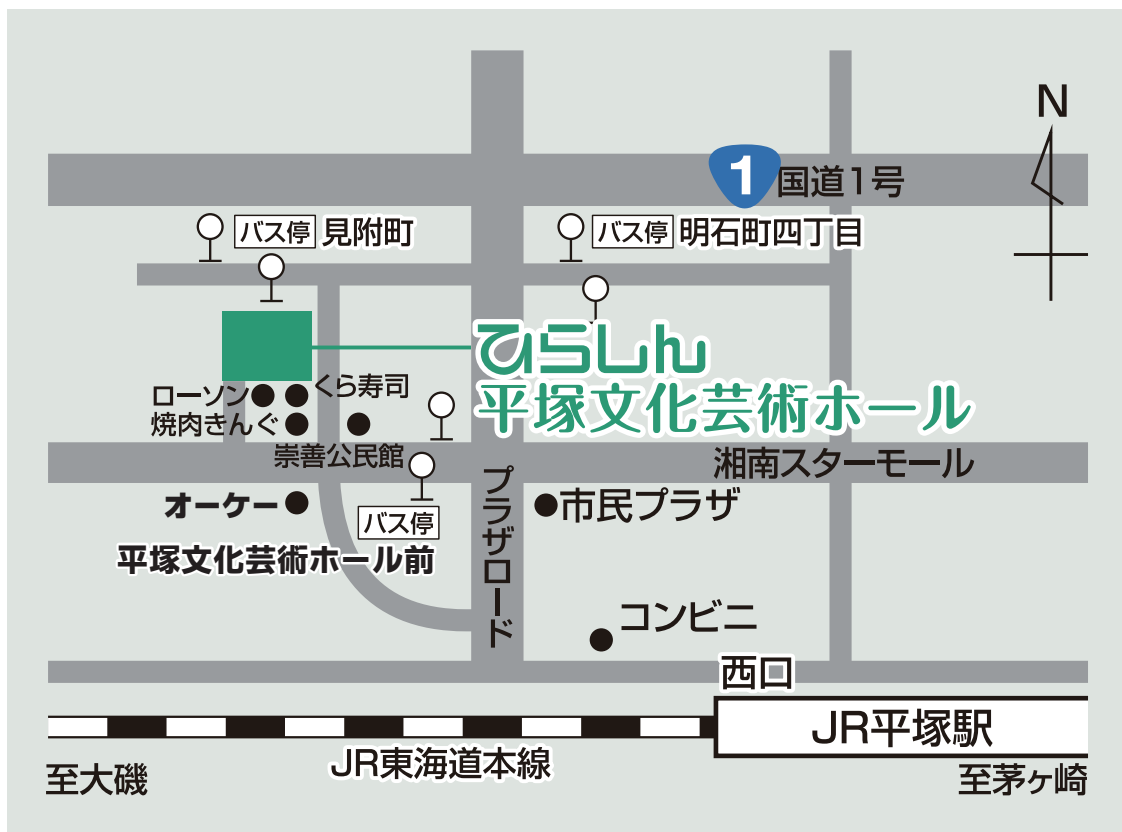 N
1
国道1号
バス停 見附町
バス停 明石町四丁目
ひらしん
平塚文化芸術ホール
ローソン
くら寿司
焼肉きんぐ
崇善公民館
湘南スターモール
オーケー
バス停
平塚文化芸術ホール前
プラザロード
市民プラザ
コンビニ
西口
JR平塚駅
JR東海道本線
至大磯
至茅ヶ崎